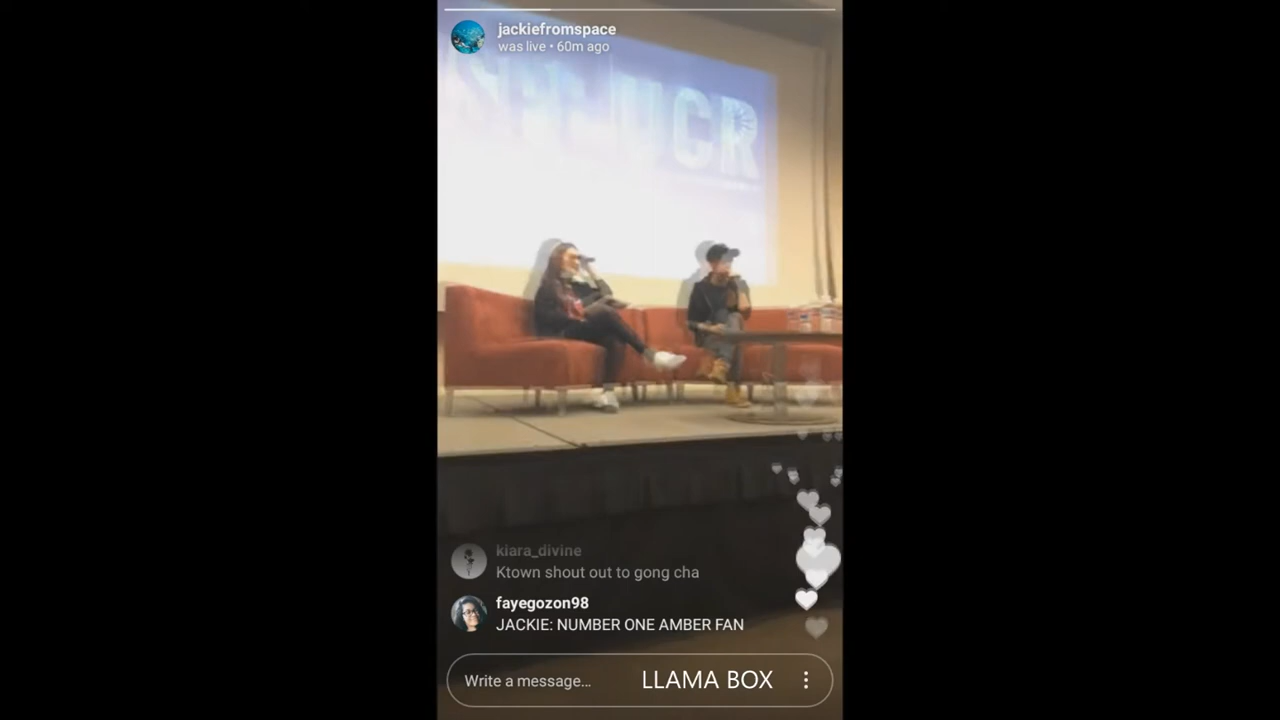 jackiefromspace
was live • 60m ago
UCR
kiara_divine
Ktown shout out to gong cha
fayegozon98
JACKIE: NUMBER ONE AMBER FAN
Write a message...
LLAMA BOX